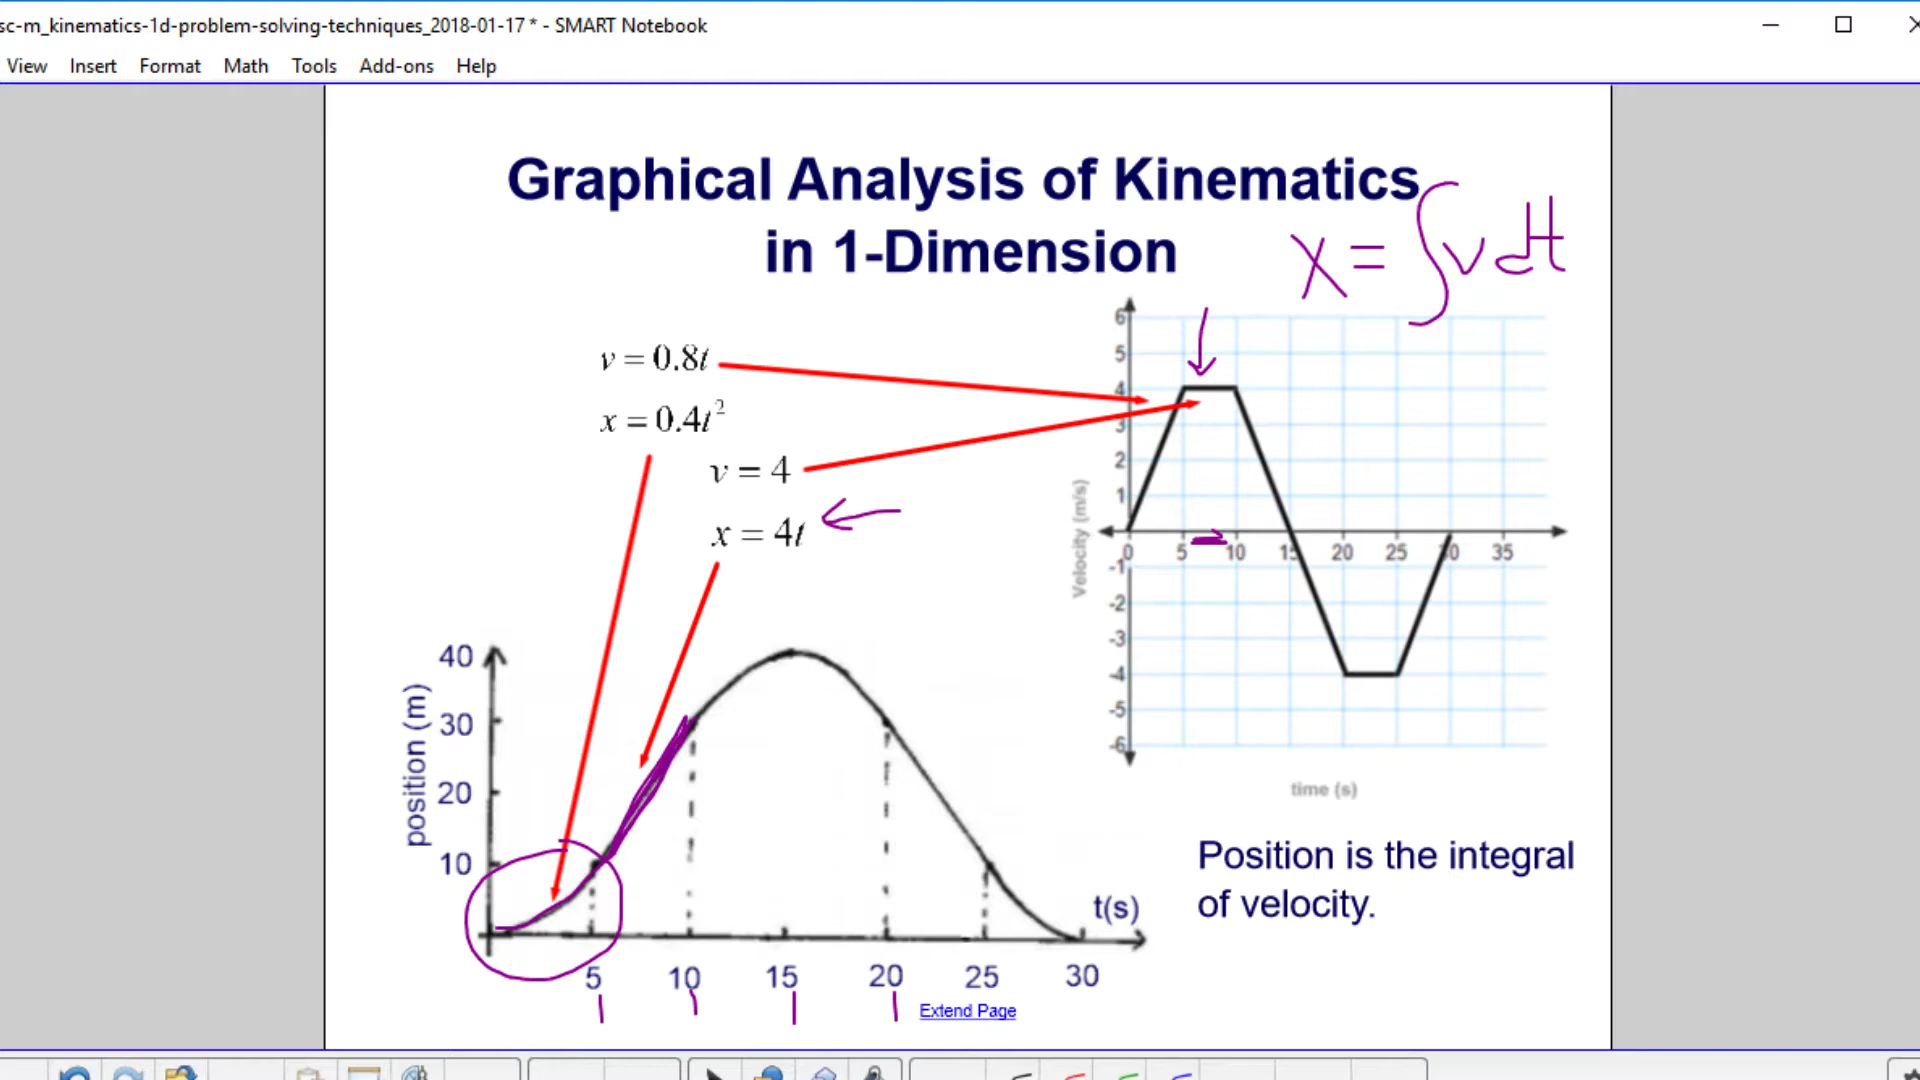 sc-m_kinematics-1d-problem-solving-techniques_2018-01-17 * - SMART Notebook
View Insert Format Math Tools Add-ons Help
Graphical Analysis of Kinematics
in 1-Dimension
x = ∫v dt
v = 0.8t
x = 0.4t²
v = 4
x = 4t
6
5
4
3
2
1
0 5 10 15 20 25 30 35
-1
-2
-3
-4
-5
-6
Velocity (m/s)
time (s)
40
30
20
10
position (m)
t(s)
5 10 15 20 25 30
Position is the integral
of velocity.
Extend Page